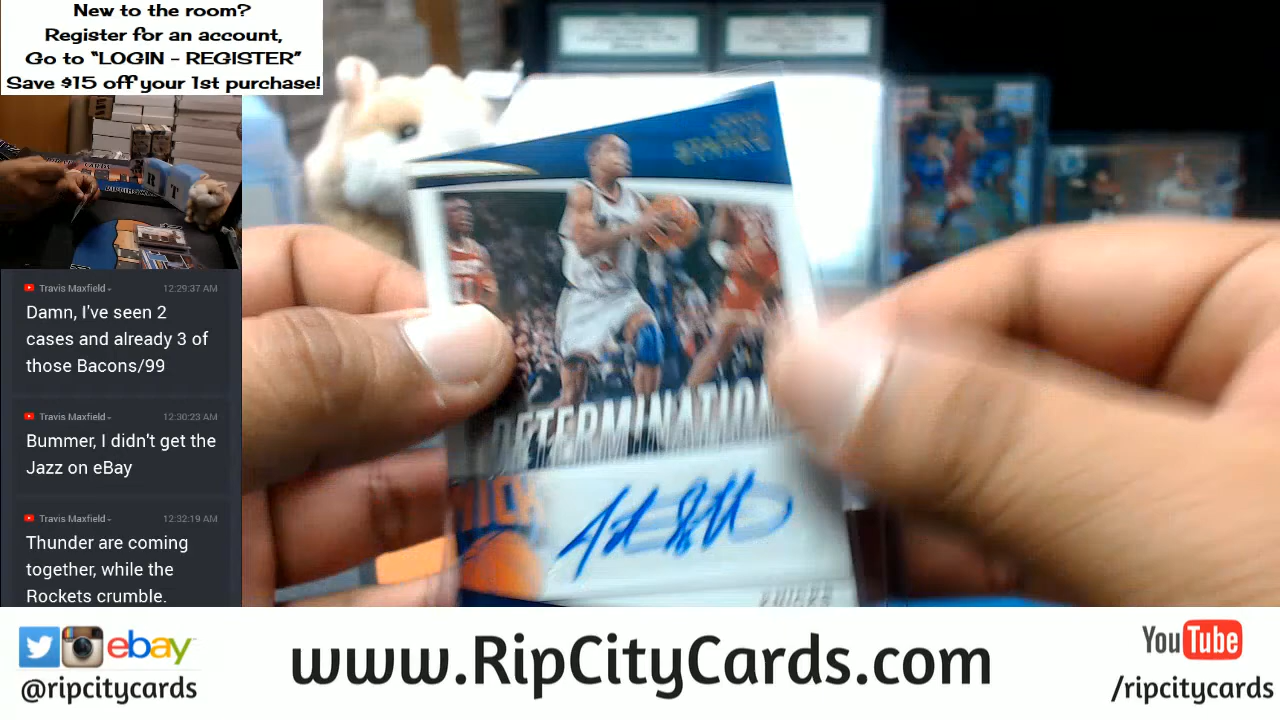 New to the room?
Register for an account,
Go to “LOGIN - REGISTER”
Save $15 off your 1st purchase!
Travis Maxfield
12:29:37 AM
Damn, I've seen 2
cases and already 3 of
those Bacons/99
Travis Maxfield
12:30:23 AM
Bummer, I didn't get the
Jazz on eBay
Travis Maxfield
12:32:19 AM
Thunder are coming
together, while the
Rockets crumble.
DETERMINATION
KNICKS
ebay
@ripcitycards
www.RipCityCards.com
YouTube
/ripcitycards